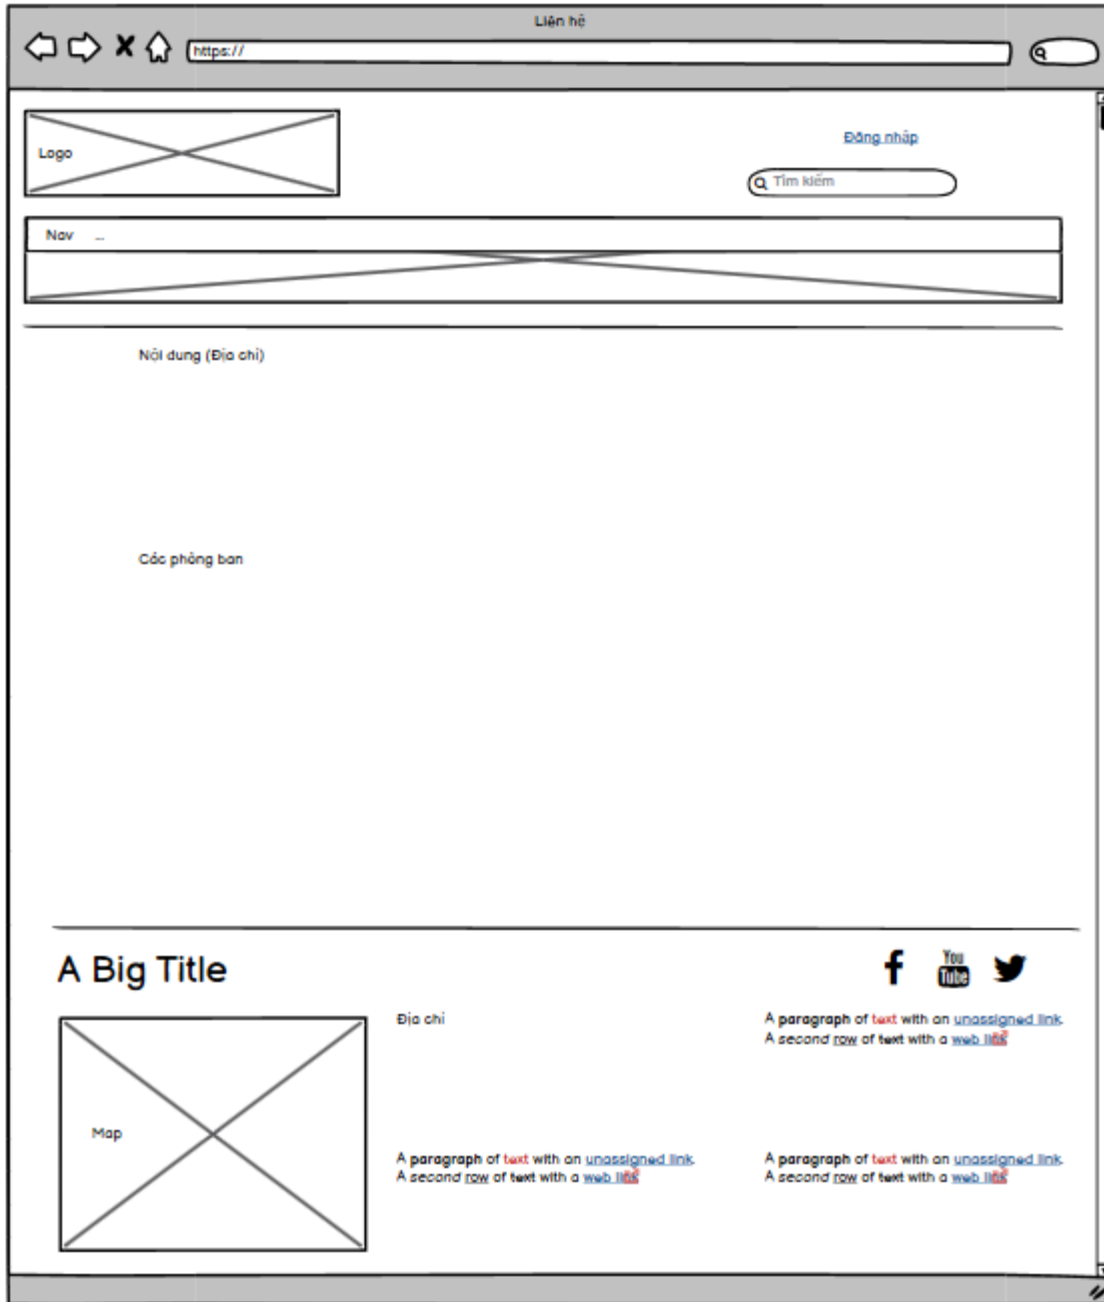 Liên hệ
https://
Logo
Đăng nhập
Tìm kiếm
Nav ...
Nội dung (Địa chỉ)
Các phòng ban
A Big Title
You
Tube
Địa chỉ
A paragraph of text with an unassigned link.
A second row of text with a web link
Map
A paragraph of text with an unassigned link.
A second row of text with a web link
A paragraph of text with an unassigned link.
A second row of text with a web link